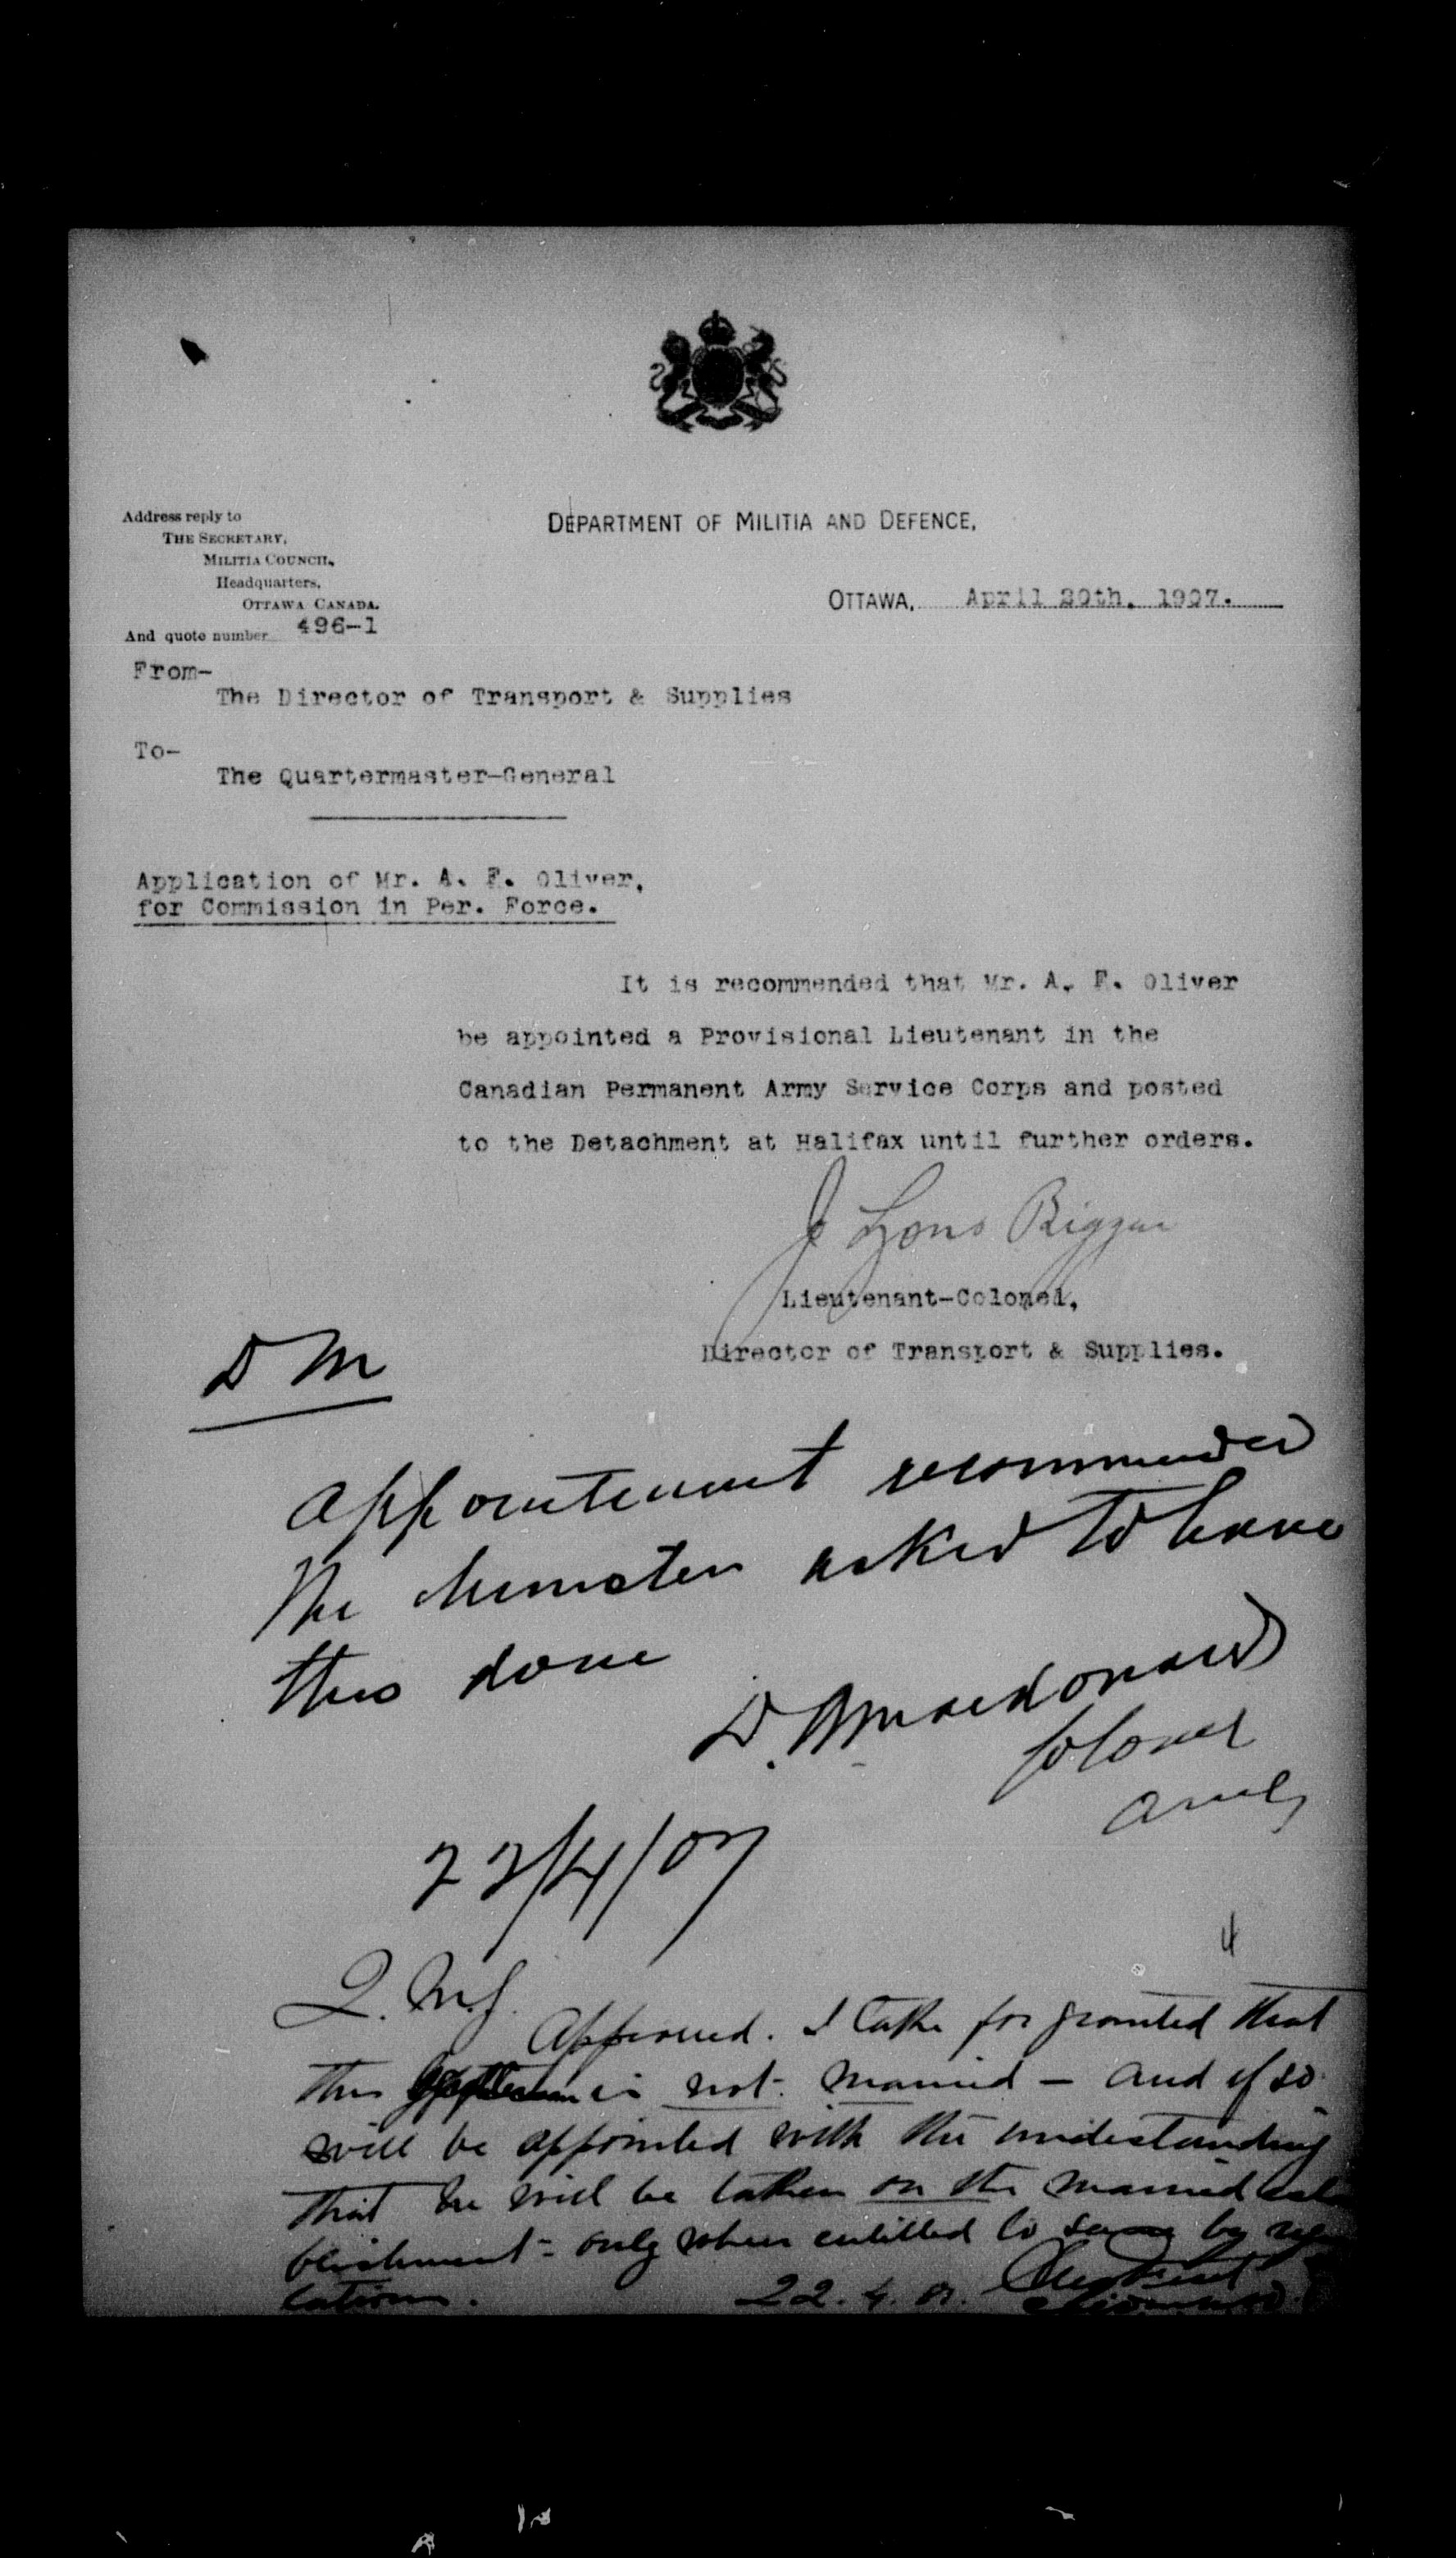 Address reply to
THE SECRETARY,
MILITIA COUNCIL,
Headquarters,
OTTAWA CANADA.
And quote number 496-1
DEPARTMENT OF MILITIA AND DEFENCE,
OTTAWA, April 20th, 1907.
From-
The Director of Transport & Supplies
To-
The Quartermaster-General
Application of Mr. A. F. Oliver,
for Commission in Per. Force.
It is recommended that Mr. A. F. Oliver
be appointed a Provisional Lieutenant in the
Canadian Permanent Army Service Corps and posted
to the Detachment at Halifax until further orders.
J Lyons Biggar
Lieutenant-Colonel,
Director of Transport & Supplies.
D M
Appointment recommended
The Minister asked to have
this done
D. A Macdonald
Colonel
22/4/07
4
Q.M.G.
Approved. I take for granted that
this is not married – and if so
will be appointed with the understanding
that he will be taken on the married
blishment - only when entitled to same by
lations.
22.4.07.